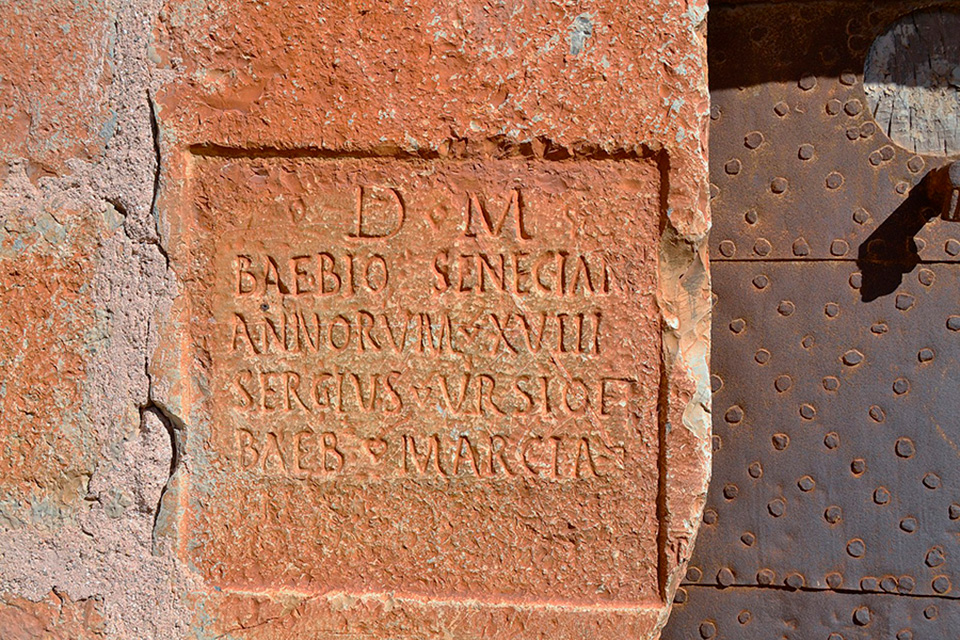 D · M
BAEBIO SENECIAN
ANNORVM · XVIII
SERGIVS · VRSIO ET
BAEB · MARCIA